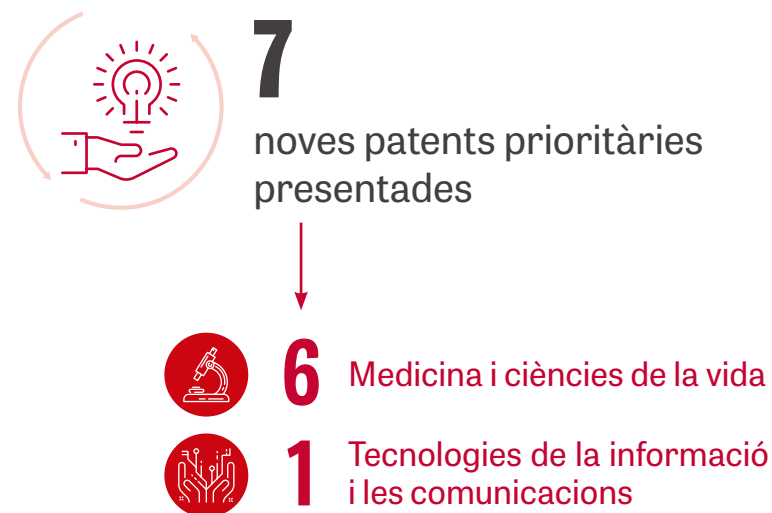 7
noves patents prioritàries
presentades
6 Medicina i ciències de la vida
1 Tecnologies de la informació
i les comunicacions